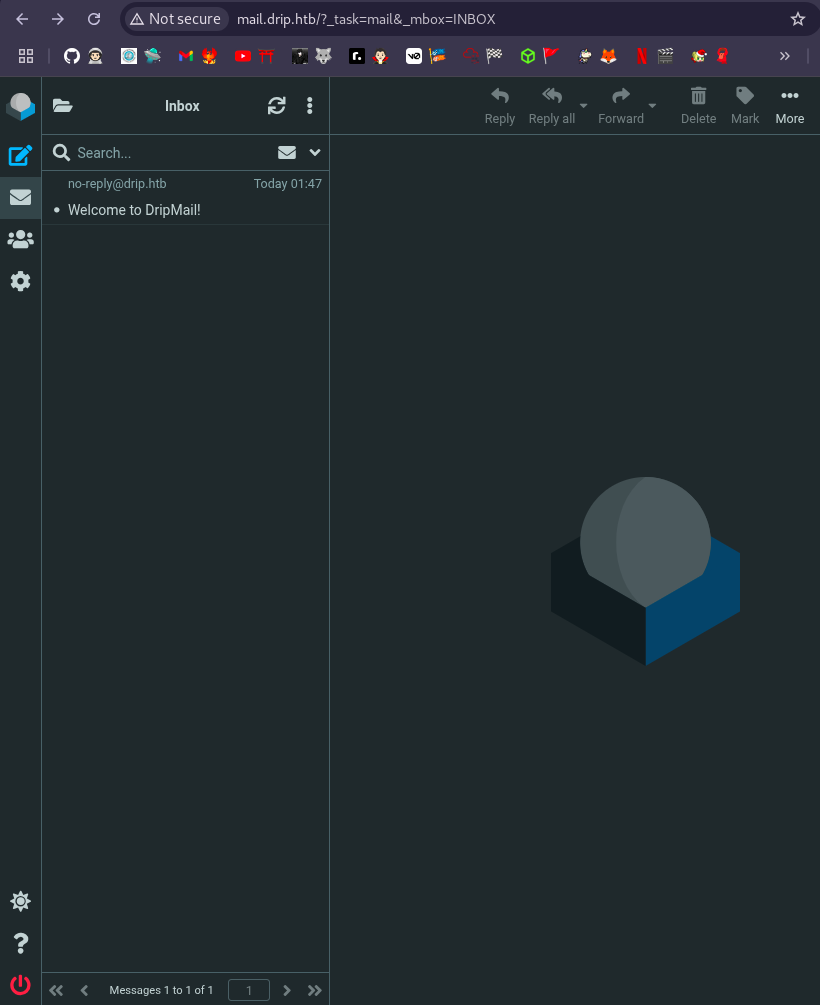 Not secure mail.drip.htb/?_task=mail&_mbox=INBOX
Inbox
Reply Reply all Forward Delete Mark More
Search...
no-reply@drip.htb Today 01:47
Welcome to DripMail!
Messages 1 to 1 of 1 1